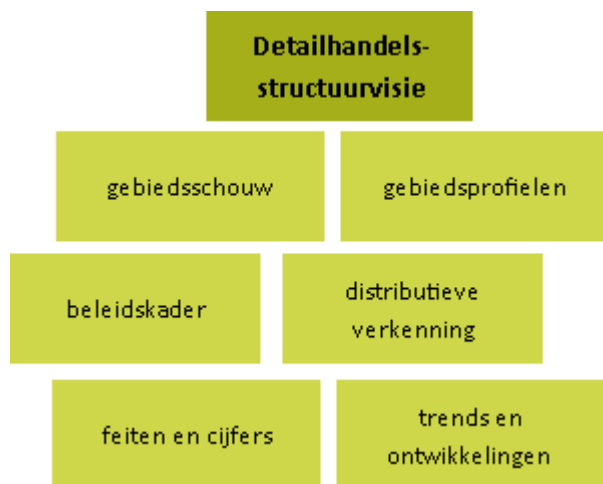 Detailhandels-
structuurvisie
gebiedsschouw
gebiedsprofielen
beleidskader
distributieve
verkenning
feiten en cijfers
trends en
ontwikkelingen